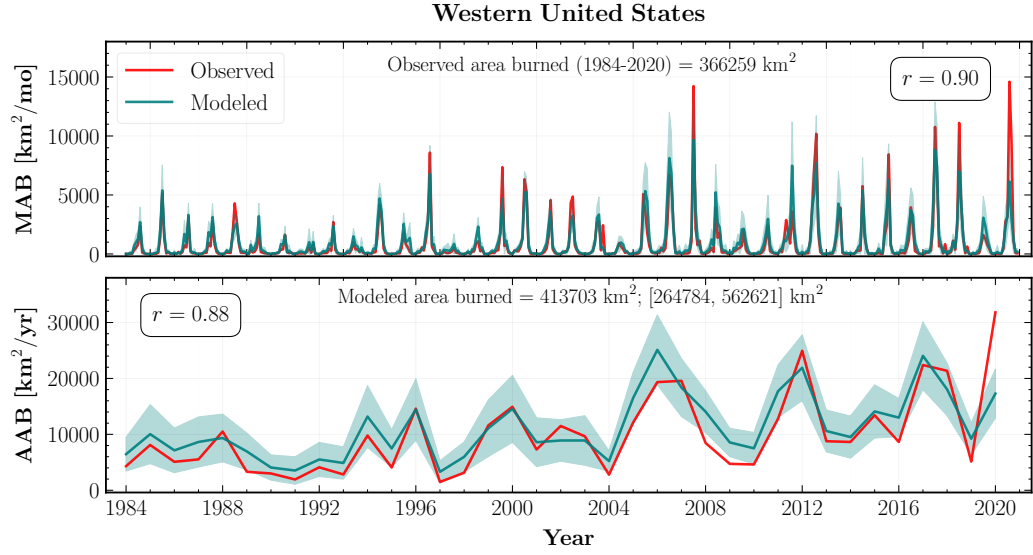 Western United States
MAB [km²/mo]
15000
10000
5000
0
Observed
Modeled
Observed area burned (1984-2020) = 366259 km²
r = 0.90
AAB [km²/yr]
30000
20000
10000
0
r = 0.88
Modeled area burned = 413703 km²; [264784, 562621] km²
1984 1988 1992 1996 2000 2004 2008 2012 2016 2020
Year